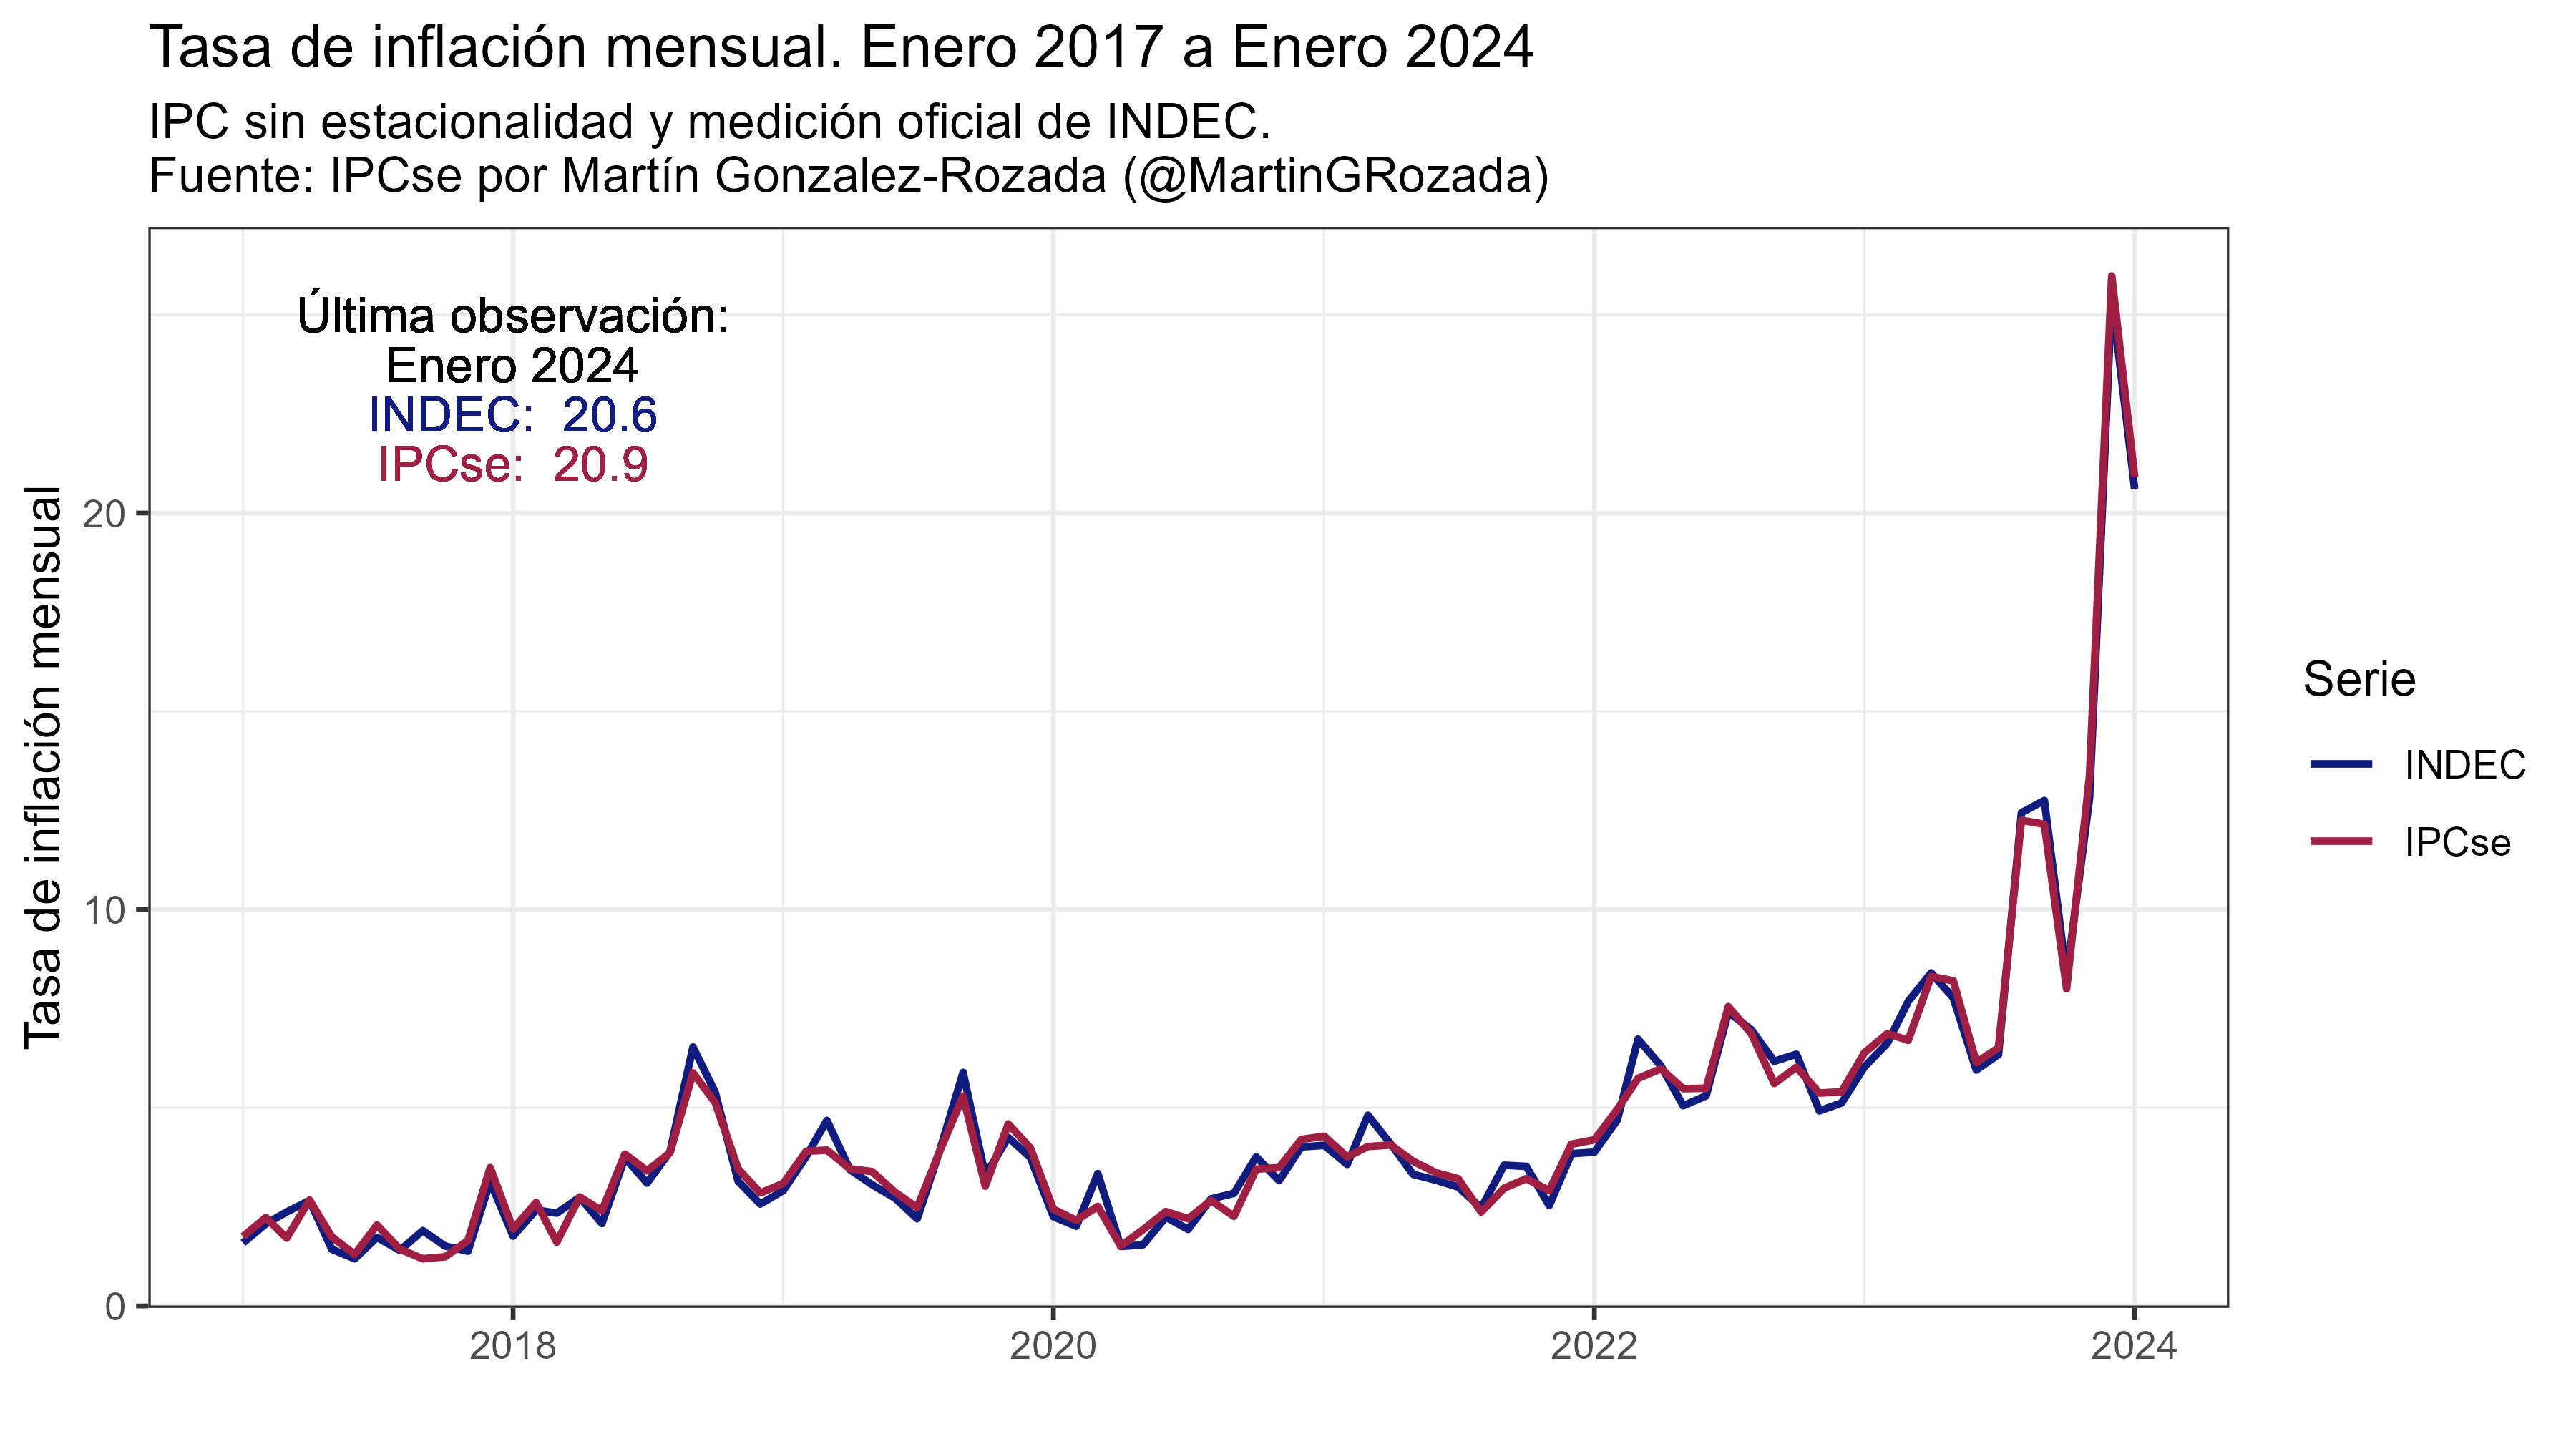 Tasa de inflación mensual. Enero 2017 a Enero 2024
IPC sin estacionalidad y medición oficial de INDEC.
Fuente: IPCse por Martín Gonzalez-Rozada (@MartinGRozada)
Última observación:
Enero 2024
INDEC:  20.6
IPCse:  20.9
Tasa de inflación mensual
20
10
0
2018
2020
2022
2024
Serie
INDEC
IPCse